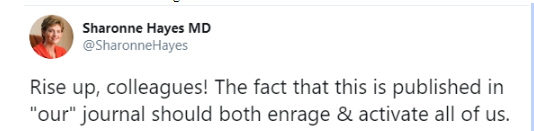 Sharonne Hayes MD
@SharonneHayes
Rise up, colleagues! The fact that this is published in
"our" journal should both enrage & activate all of us.